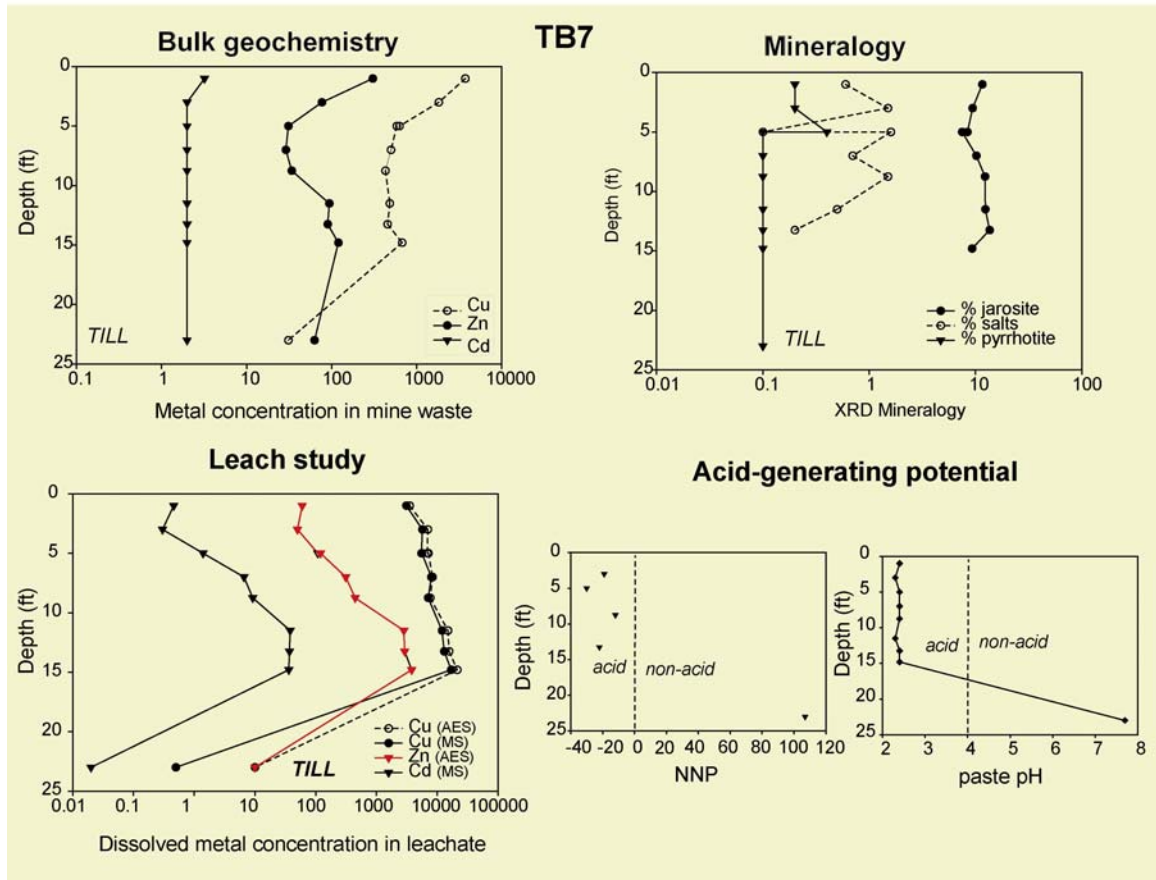 TB7
Bulk geochemistry
0
5
10
15
20
25
Depth (ft)
TILL
Cu
Zn
Cd
0.1 1 10 100 1000 10000
Metal concentration in mine waste
Mineralogy
0
5
10
15
20
25
Depth (ft)
% jarosite
% salts
% pyrrhotite
TILL
0.01 0.1 1 10 100
XRD Mineralogy
Leach study
0
5
10
15
20
25
Depth (ft)
Cu (AES)
Cu (MS)
Zn (AES)
Cd (MS)
TILL
0.01 0.1 1 10 100 1000 10000 100000
Dissolved metal concentration in leachate
Acid-generating potential
0
5
10
15
20
25
Depth (ft)
acid non-acid
-40 -20 0 20 40 60 80 100 120
NNP
0
5
10
15
20
25
Depth (ft)
acid non-acid
2 3 4 5 6 7 8
paste pH